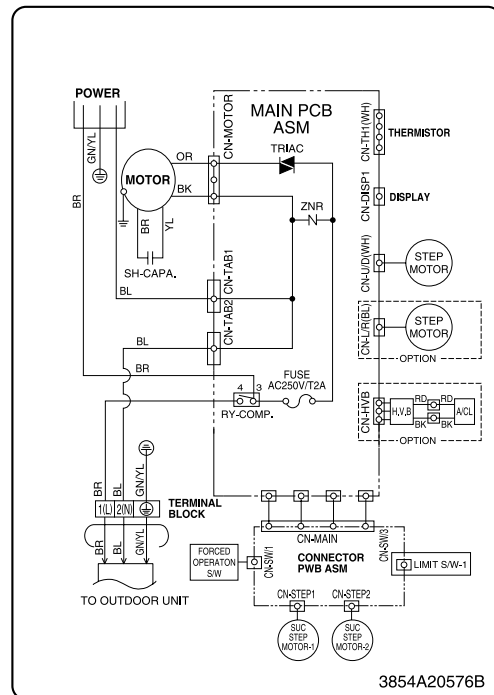 POWER
MAIN PCB
ASM
CN-MOTOR
TRIAC
CN-TH1(WH)
THERMISTOR
GN/YL
OR
MOTOR
BK
ZNR
CN-DISP1
DISPLAY
BR
BR
YL
SH-CAPA.
CN-U/D(WH)
STEP
MOTOR
CN-TAB1
BL
CN-TAB2
CN-L/R(BL)
STEP
MOTOR
OPTION
BL
BR
FUSE
AC250V/T2A
4 3
RY-COMP.
CN-HVB
H,V,B
RD RD
BK BK
A/CL
OPTION
BR
BL
GN/YL
1(L) 2(N)
TERMINAL
BLOCK
BR
BL
GN/YL
TO OUTDOOR UNIT
CN-MAIN
CONNECTOR
PWB ASM
CN-SW/1
CN-SW/3
FORCED
OPERATON
S/W
LIMIT S/W-1
CN-STEP1 CN-STEP2
SUC
STEP
MOTOR-1
SUC
STEP
MOTOR-2
3854A20576B